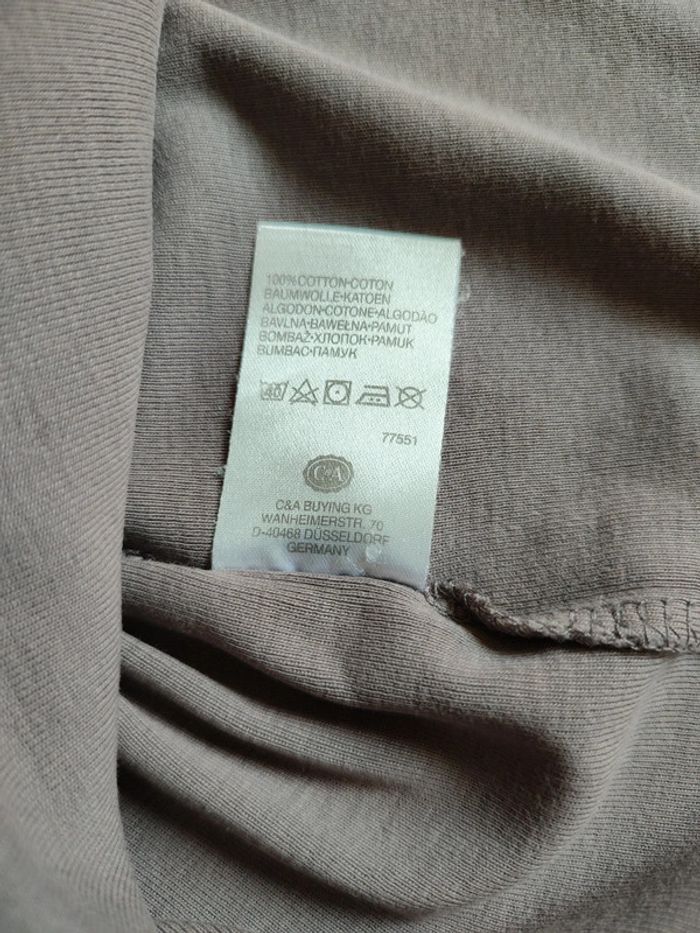 100%COTTON•COTON
BAUMWOLLE•KATOEN
ALGODON•COTONE•ALGODÃO
BAVLNA•BAWEŁNA•PAMUT
BOMBAŽ•ХЛОПОК•PAMUK
BUMBAC•ПАМУК
40
77551
C&A
C&A BUYING KG
WANHEIMERSTR. 70
D-40468 DÜSSELDORF
GERMANY